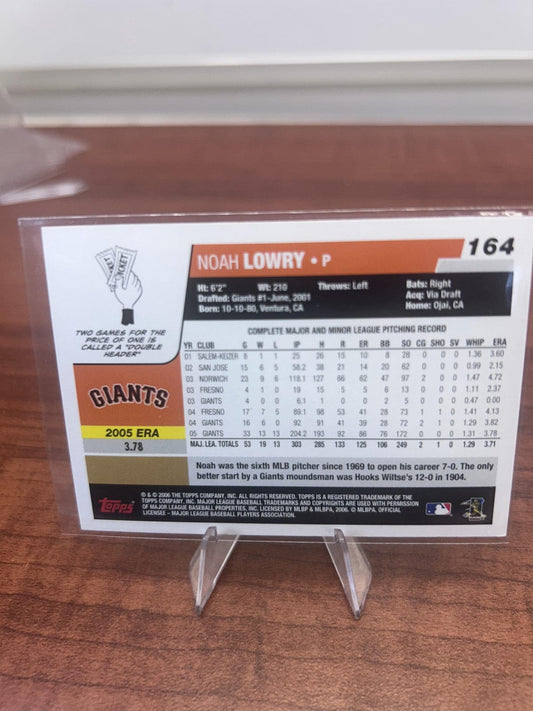 164
NOAH LOWRY • P
Ht: 6'2" Wt: 210 Throws: Left Bats: Right
Drafted: Giants #1-June, 2001 Acq: Via Draft
Born: 10-10-80, Ventura, CA Home: Ojai, CA
TICKET
TWO GAMES FOR THE
PRICE OF ONE IS
CALLED A "DOUBLE
HEADER"
GIANTS
2005 ERA
3.78
COMPLETE MAJOR AND MINOR LEAGUE PITCHING RECORD
YR CLUB G W L IP H R ER BB SO CG SHO SV WHIP ERA
01 SALEM-KEIZER 8 1 1 25 26 15 10 8 28 0 0 0 1.36 3.60
02 SAN JOSE 15 6 5 58.2 38 21 14 20 62 0 0 0 0.99 2.15
03 NORWICH 23 9 6 118.1 127 66 62 47 97 2 0 0 1.47 4.72
03 FRESNO 4 1 0 19 15 5 5 6 13 0 0 0 1.11 2.37
03 GIANTS 4 0 0 6.1 1 0 0 2 5 0 0 0 0.47 0.00
04 FRESNO 17 7 5 89.1 98 53 41 28 73 1 0 0 1.41 4.13
04 GIANTS 16 6 0 92 91 41 39 28 72 2 1 0 1.29 3.82
05 GIANTS 33 13 13 204.2 193 92 86 76 172 0 0 0 1.31 3.78
MAJ. LEA. TOTALS 53 19 13 303 285 133 125 106 249 2 1 0 1.29 3.71
Noah was the sixth MLB pitcher since 1969 to open his career 7-0. The only
better start by a Giants moundsman was Hooks Wiltse's 12-0 in 1904.
Topps
® & © 2006 THE TOPPS COMPANY, INC. ALL RIGHTS RESERVED. TOPPS IS A REGISTERED TRADEMARK OF THE
TOPPS COMPANY, INC. MAJOR LEAGUE BASEBALL TRADEMARKS AND COPYRIGHTS ARE USED WITH PERMISSION
OF MAJOR LEAGUE BASEBALL PROPERTIES, INC. LICENSED BY MLBP & MLBPA, 2006. © MLBPA. OFFICIAL
LICENSEE – MAJOR LEAGUE BASEBALL PLAYERS ASSOCIATION.